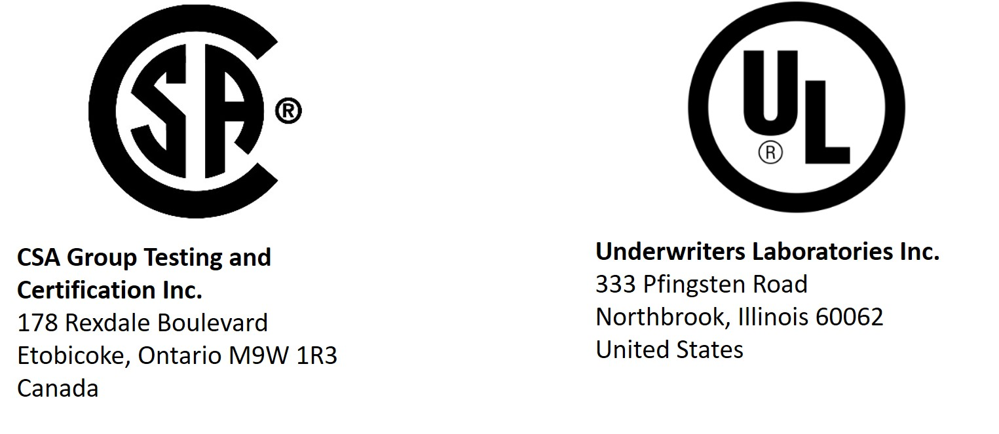 CSA
®
CSA Group Testing and
Certification Inc.
178 Rexdale Boulevard
Etobicoke, Ontario M9W 1R3
Canada
UL
®
Underwriters Laboratories Inc.
333 Pfingsten Road
Northbrook, Illinois 60062
United States